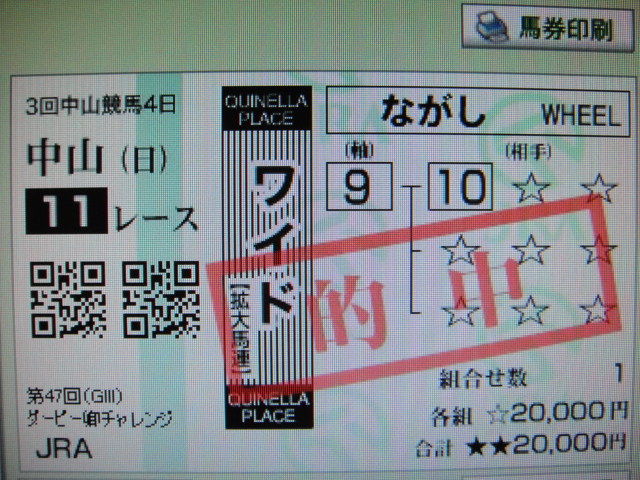 馬券印刷
3回中山競馬4日
中山(日)
11レース
第47回(GIII)
ダービー卿チャレンジ
JRA
QUINELLA
PLACE
ワイド
【拡大馬連】
QUINELLA
PLACE
ながし WHEEL
(軸) (相手)
9 10 ☆ ☆
☆ ☆ ☆
☆ ☆ ☆
的中
組合せ数 1
各組 ☆20,000円
合計 ★★20,000円